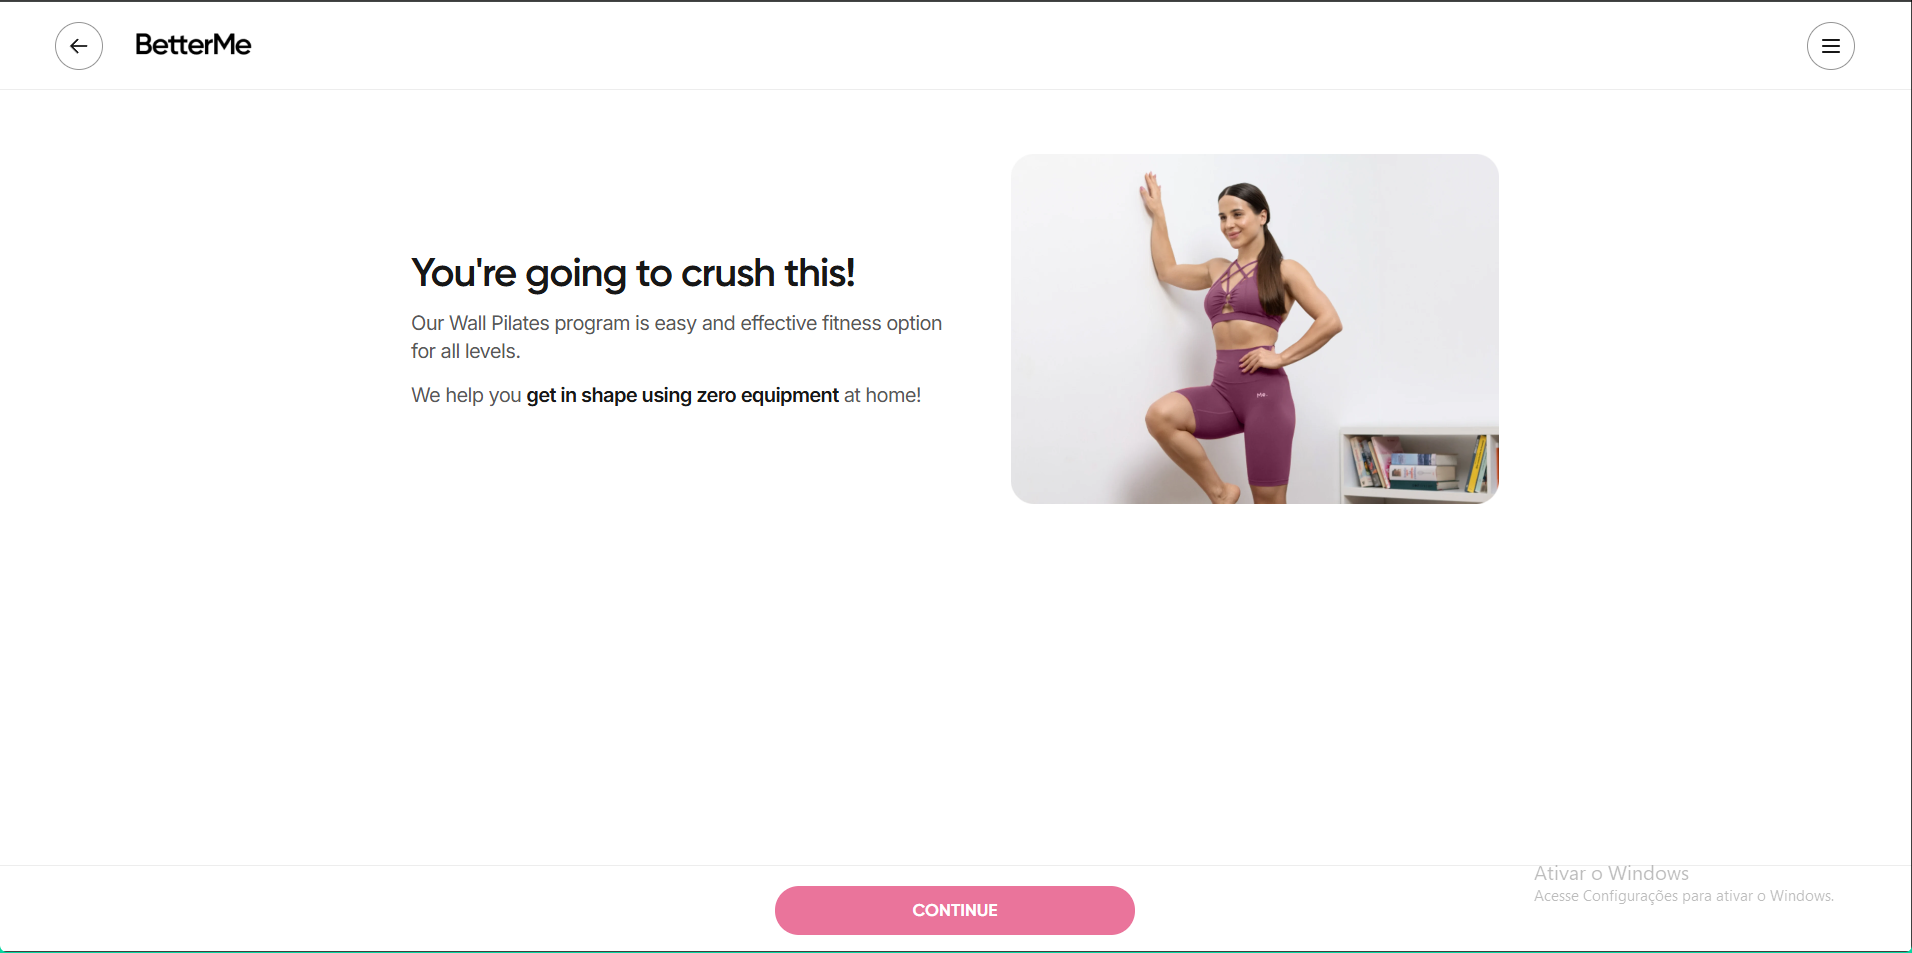 BetterMe
You're going to crush this!
Our Wall Pilates program is easy and effective fitness option
for all levels.
We help you get in shape using zero equipment at home!
Me.
CONTINUE
Ativar o Windows
Acesse Configurações para ativar o Windows.